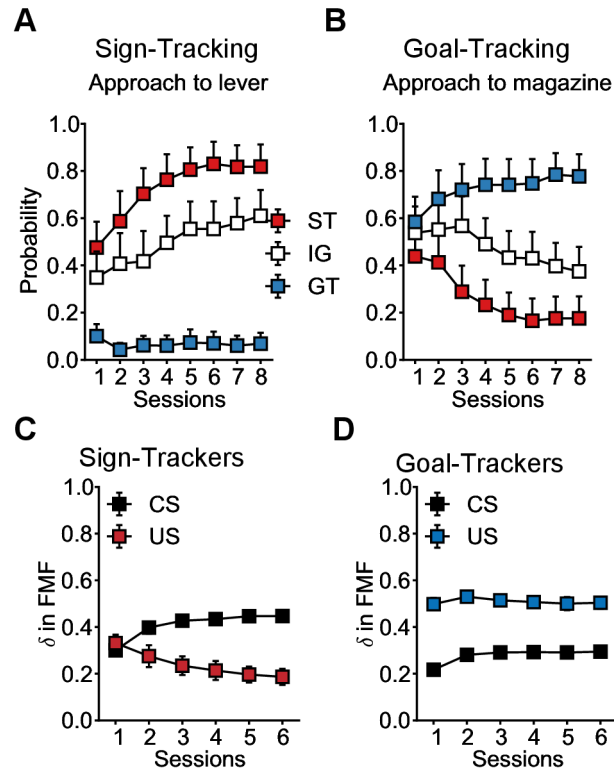 A
Sign-Tracking
Approach to lever
Probability
1.0
0.8
0.6
0.4
0.2
0.0
1 2 3 4 5 6 7 8
Sessions
ST
IG
GT
B
Goal-Tracking
Approach to magazine
1.0
0.8
0.6
0.4
0.2
0.0
1 2 3 4 5 6 7 8
Sessions
C
Sign-Trackers
CS
US
δ in FMF
1.0
0.8
0.6
0.4
0.2
0.0
1 2 3 4 5 6
Sessions
D
Goal-Trackers
CS
US
δ in FMF
1.0
0.8
0.6
0.4
0.2
0.0
1 2 3 4 5 6
Sessions